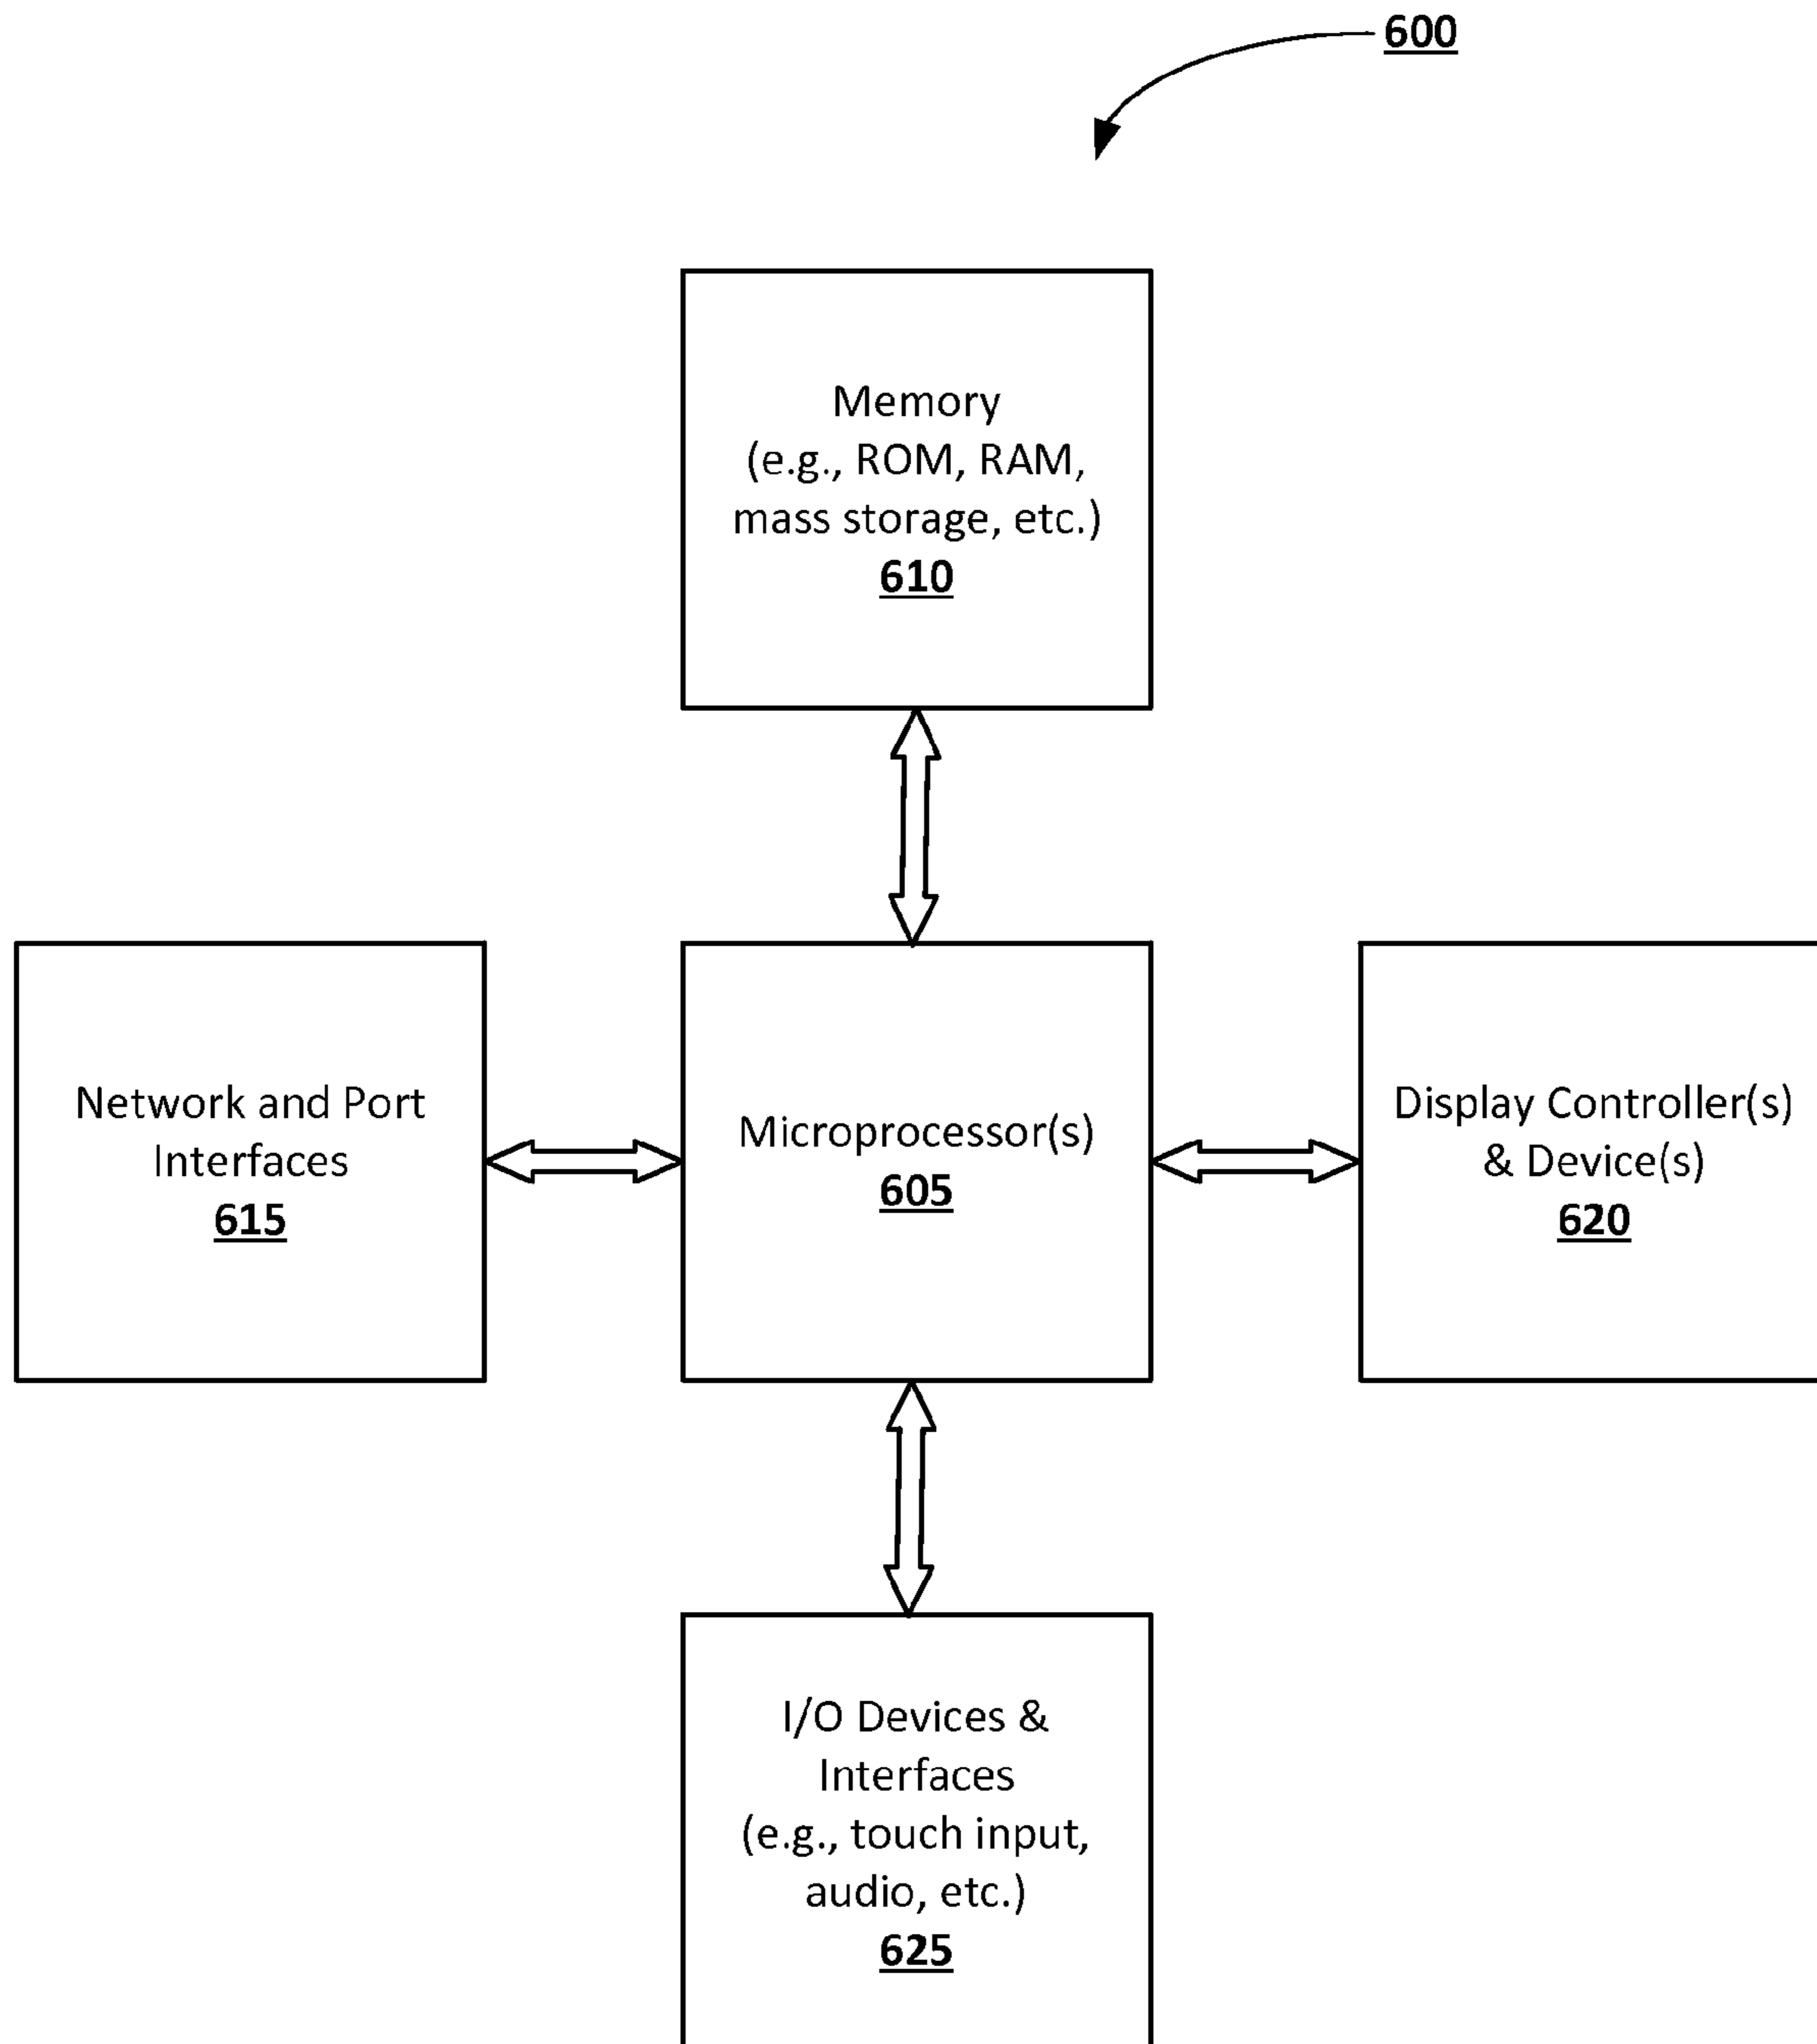 600
Memory
(e.g., ROM, RAM,
mass storage, etc.)
610
Network and Port
Interfaces
615
Microprocessor(s)
605
Display Controller(s)
& Device(s)
620
I/O Devices &
Interfaces
(e.g., touch input,
audio, etc.)
625